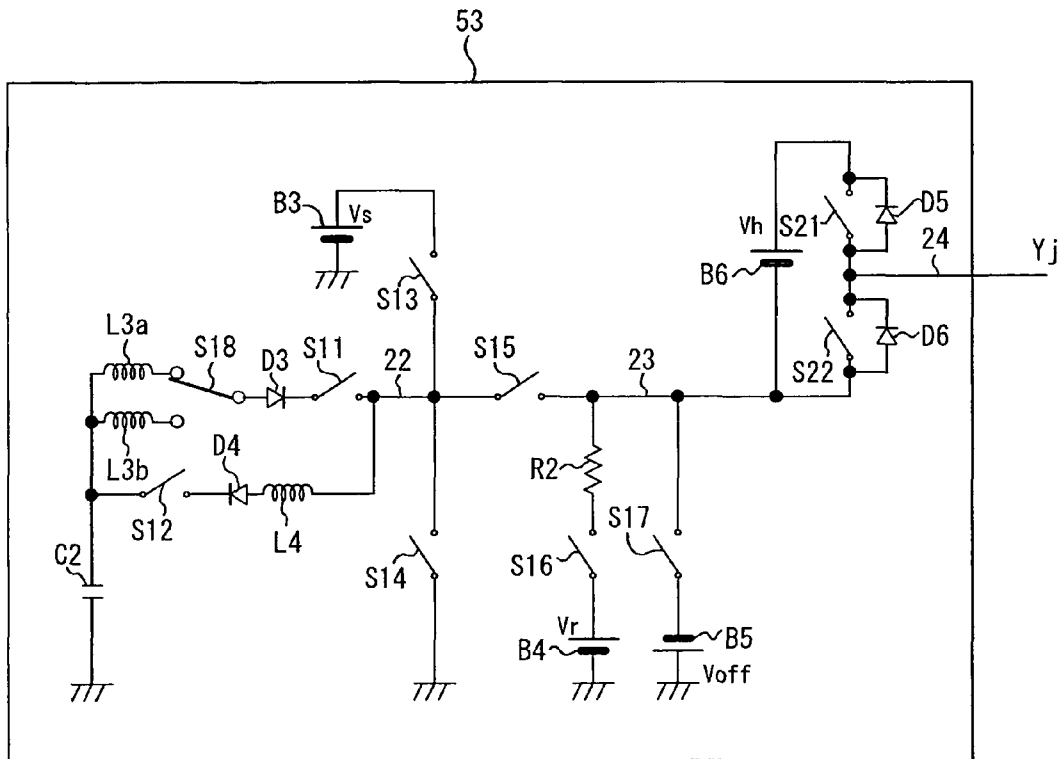 53
B3
Vs
S13
Vh
B6
S21
D5
24
Yj
S22
D6
L3a
S18
D3
S11
22
S15
23
L3b
D4
S12
L4
R2
S17
C2
S14
S16
Vr
B4
B5
Voff